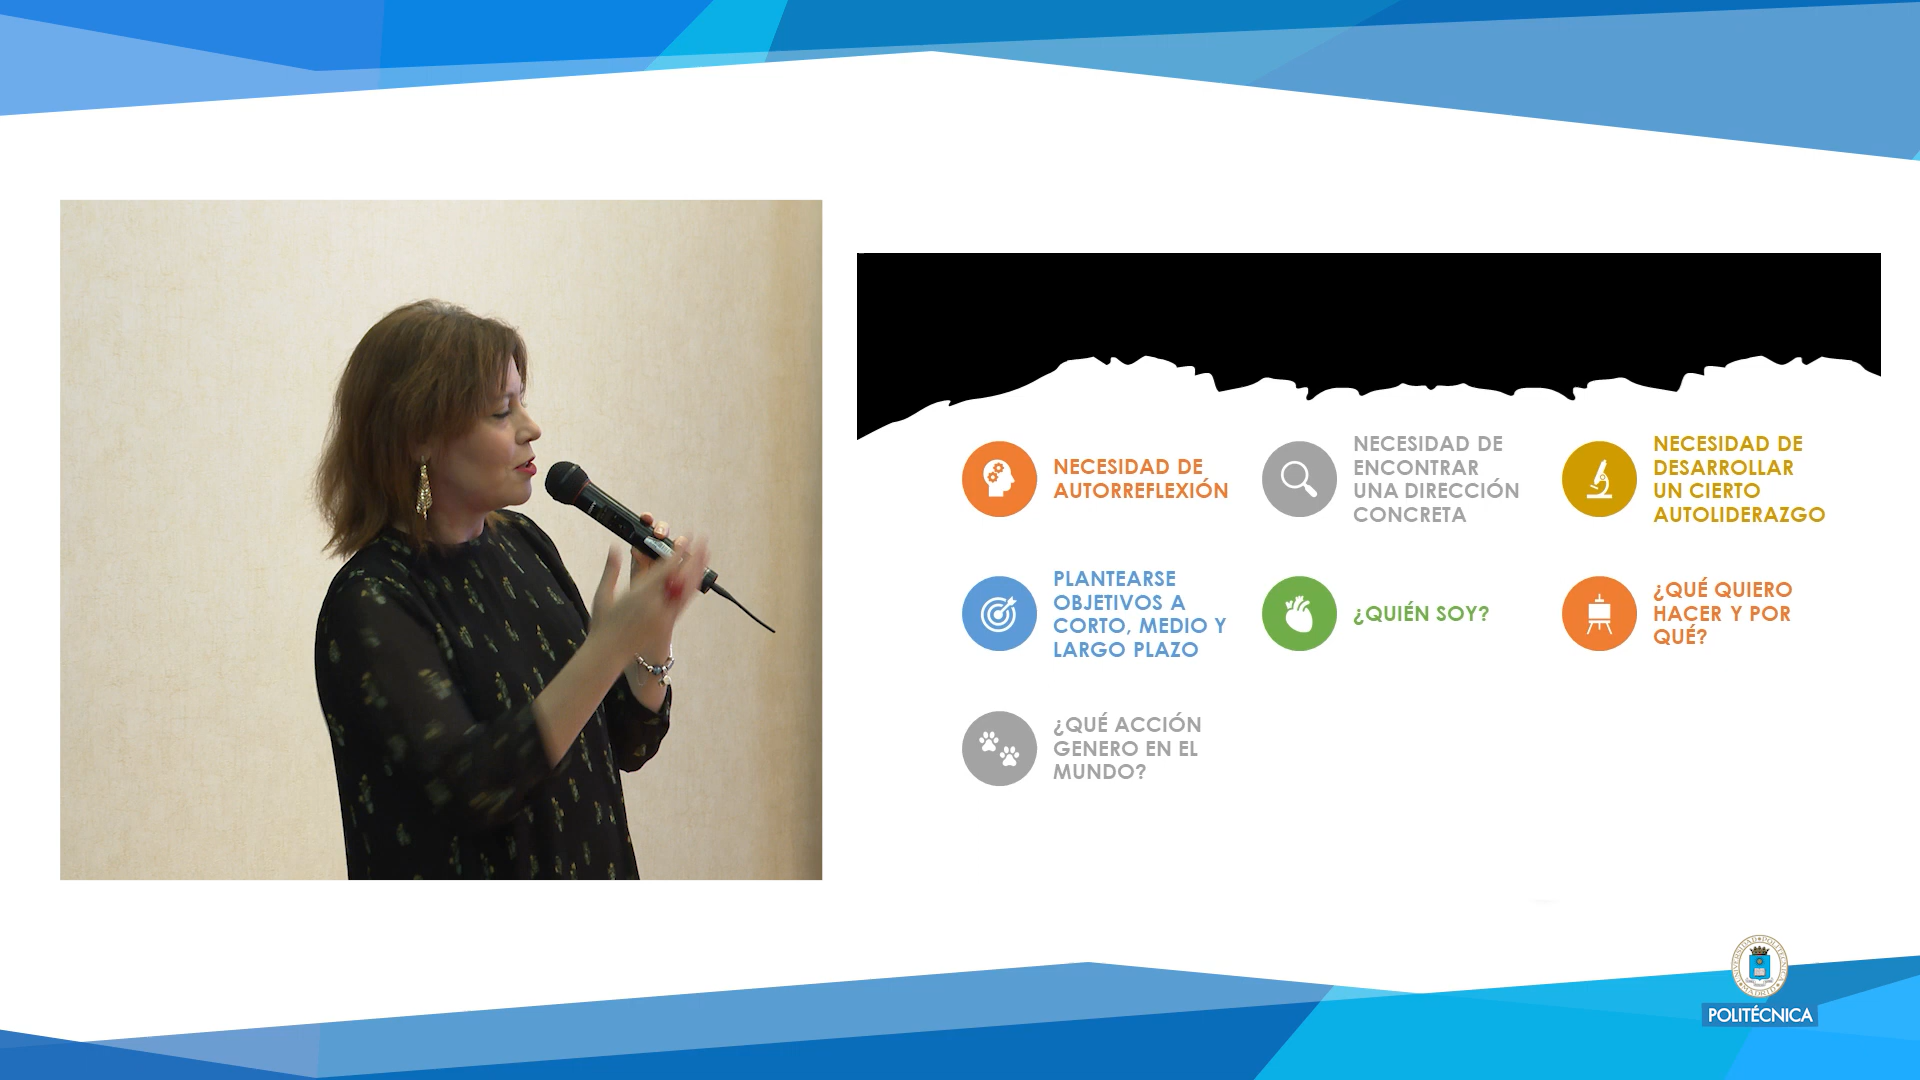 NECESIDAD DE
AUTORREFLEXIÓN
NECESIDAD DE
ENCONTRAR
UNA DIRECCIÓN
CONCRETA
NECESIDAD DE
DESARROLLAR
UN CIERTO
AUTOLIDERAZGO
PLANTEARSE
OBJETIVOS A
CORTO, MEDIO Y
LARGO PLAZO
¿QUIÉN SOY?
¿QUÉ QUIERO
HACER Y POR
QUÉ?
¿QUÉ ACCIÓN
GENERO EN EL
MUNDO?
POLITÉCNICA